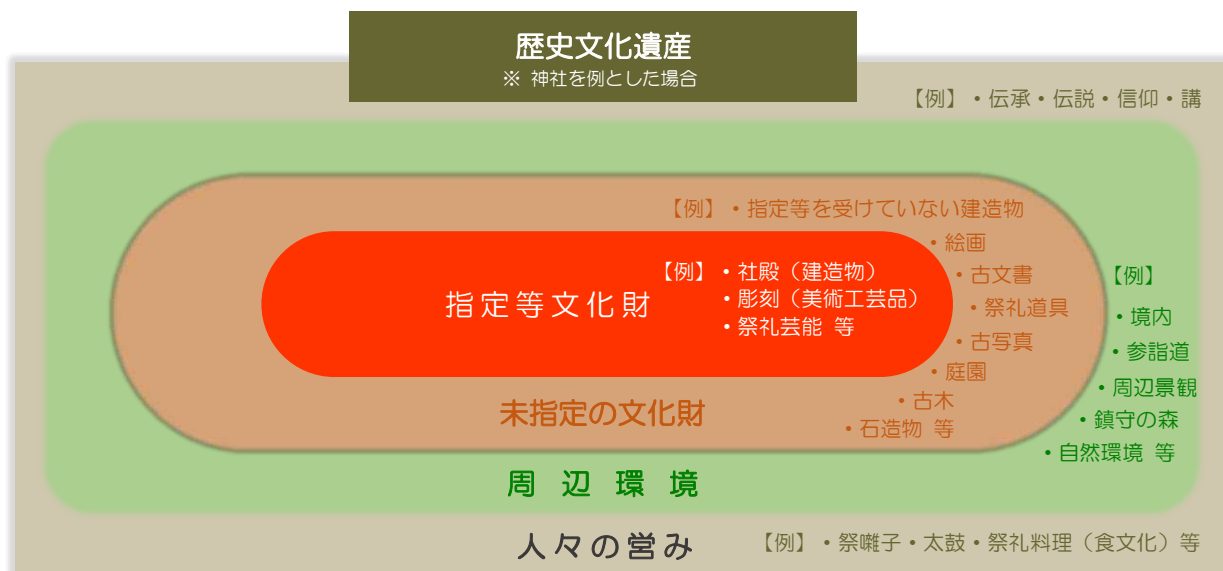 歴史文化遺産
※ 神社を例とした場合
【例】・伝承・伝説・信仰・講
【例】・指定等を受けていない建造物
・絵画
・古文書
・祭礼道具
・古写真
・庭園
・古木
・石造物 等
指定等文化財
【例】・社殿（建造物）
・彫刻（美術工芸品）
・祭礼芸能 等
【例】
・境内
・参詣道
・周辺景観
・鎮守の森
・自然環境 等
未指定の文化財
周辺環境
人々の営み
【例】・祭囃子・太鼓・祭礼料理（食文化）等